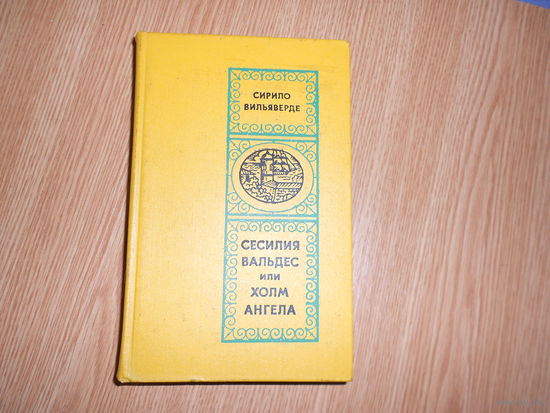 СИРИЛО
ВИЛЬЯВЕРДЕ
СЕСИЛИЯ
ВАЛЬДЕС
ИЛИ
ХОЛМ
АНГЕЛА